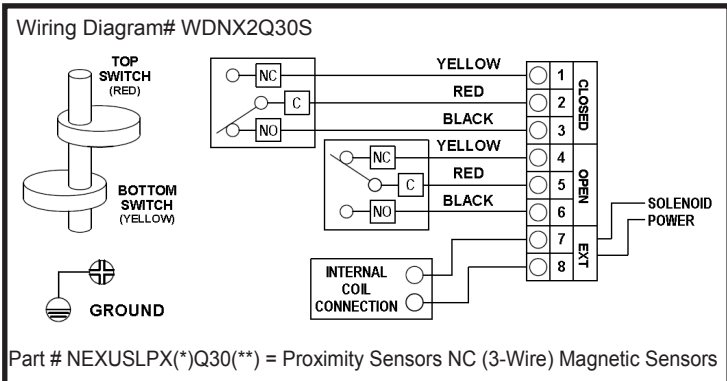 Wiring Diagram# WDNX2Q30S
TOP
SWITCH
(RED)
BOTTOM
SWITCH
(YELLOW)
GROUND
NC
C
NO
NC
C
NO
YELLOW
RED
BLACK
YELLOW
RED
BLACK
INTERNAL
COIL
CONNECTION
1
2
3
4
5
6
7
8
CLOSED
OPEN
EXT
SOLENOID
POWER
Part # NEXUSLPX(*)Q30(**) = Proximity Sensors NC (3-Wire) Magnetic Sensors